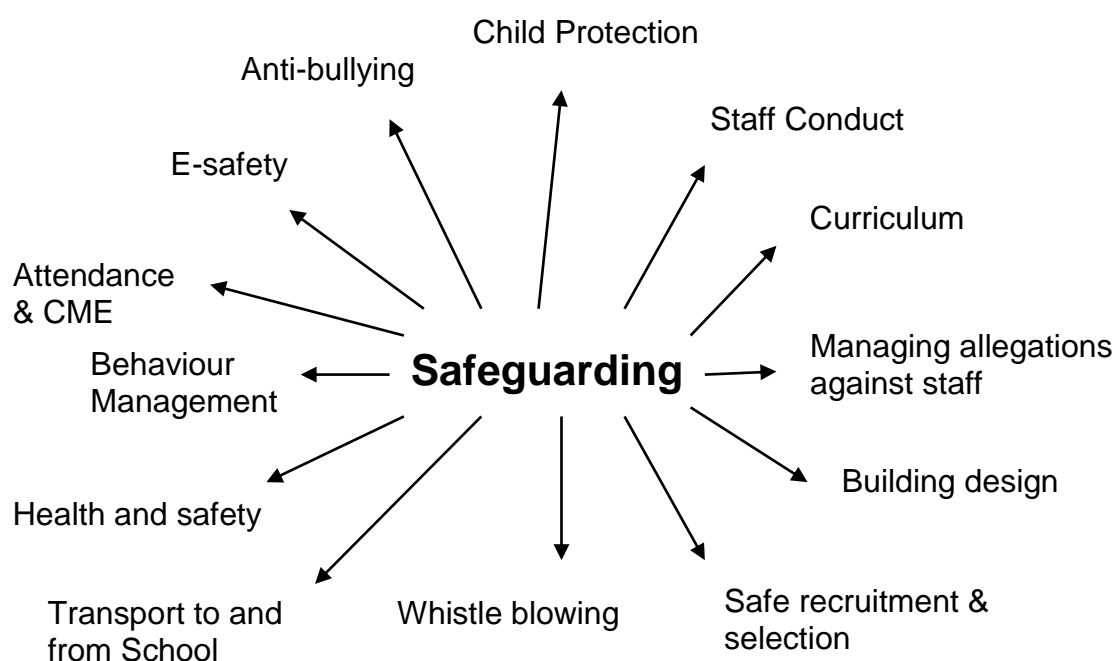 Child Protection
Anti-bullying
Staff Conduct
E-safety
Curriculum
Attendance
& CME
Managing allegations
against staff
Behaviour
Management
Safeguarding
Building design
Health and safety
Transport to and
from School
Whistle blowing
Safe recruitment &
selection